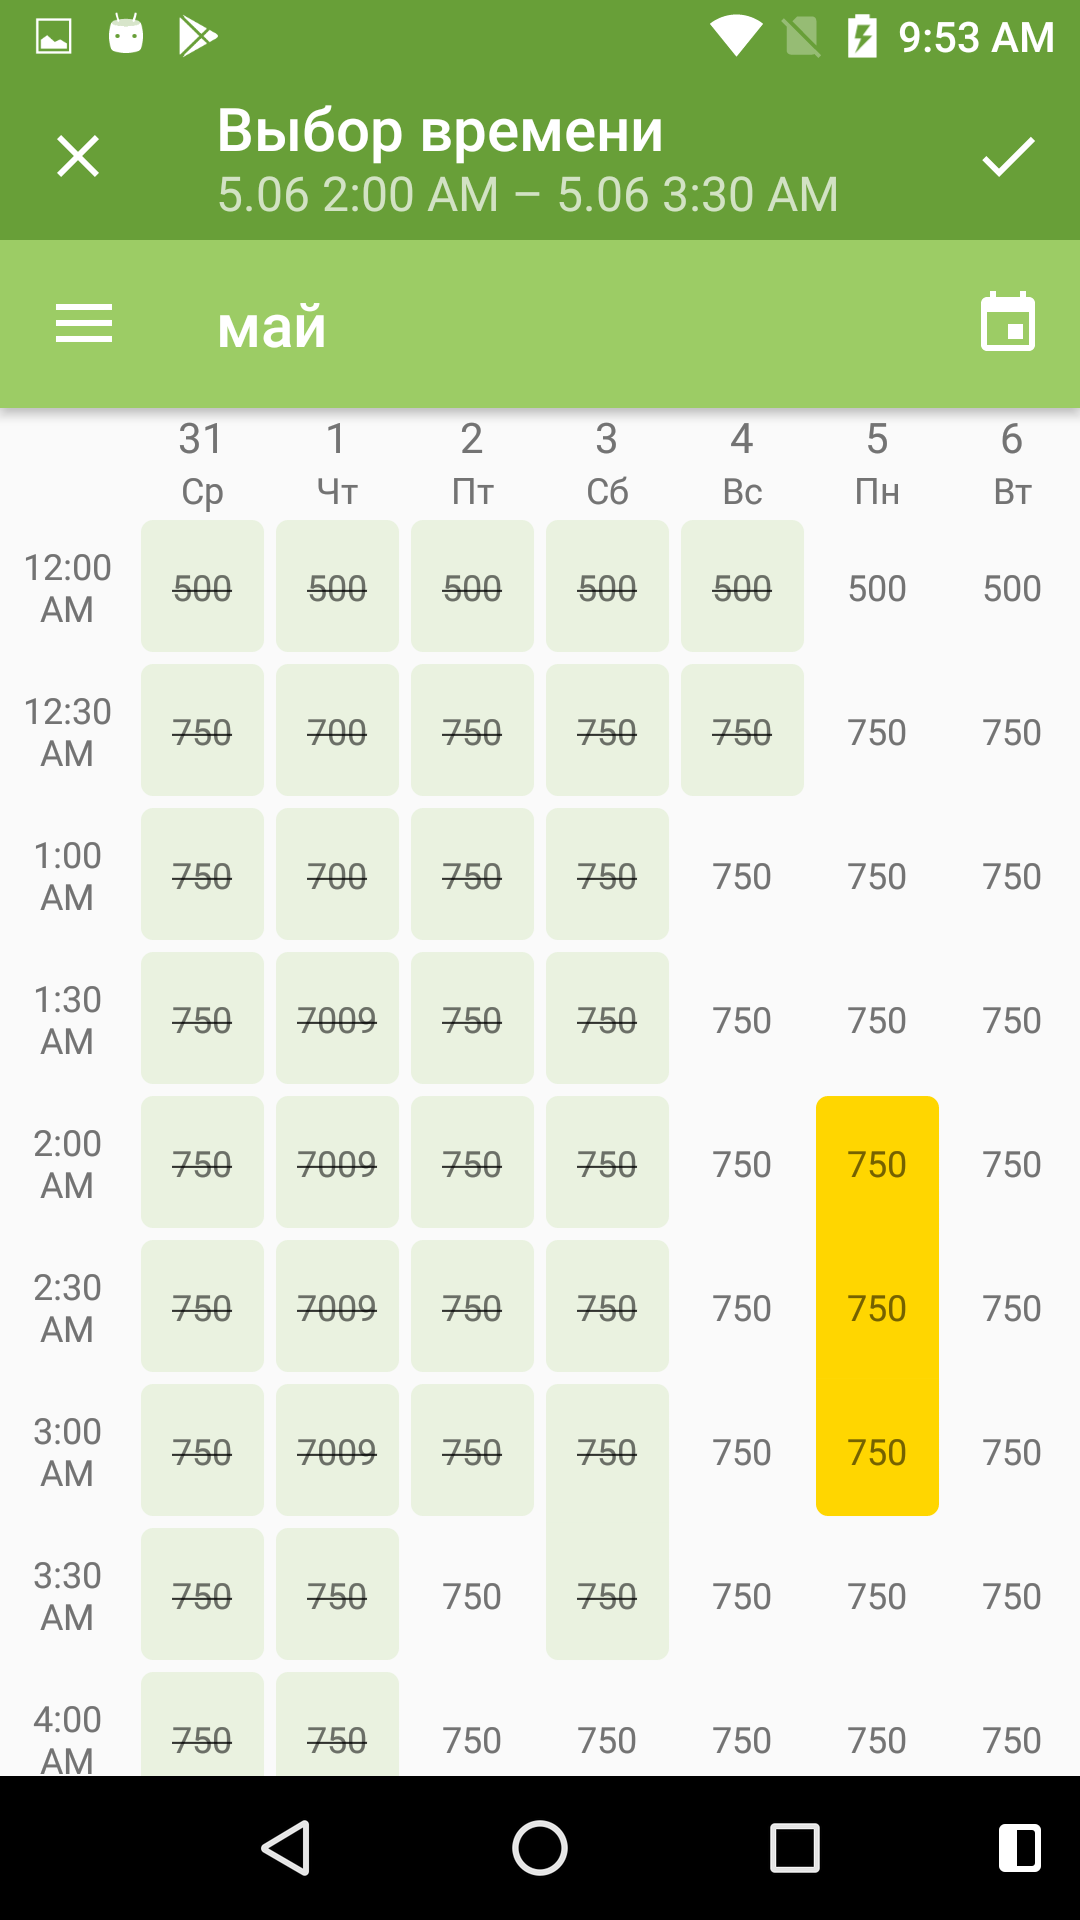 9:53 AM
Выбор времени
5.06 2:00 AM – 5.06 3:30 AM
май
31 1 2 3 4 5 6
Ср Чт Пт Сб Вс Пн Вт
12:00 AM 500 500 500 500 500 500 500
12:30 AM 750 700 750 750 750 750 750
1:00 AM 750 700 750 750 750 750 750
1:30 AM 750 7009 750 750 750 750 750
2:00 AM 750 7009 750 750 750 750 750
2:30 AM 750 7009 750 750 750 750 750
3:00 AM 750 7009 750 750 750 750 750
3:30 AM 750 750 750 750 750 750 750
4:00 AM 750 750 750 750 750 750 750